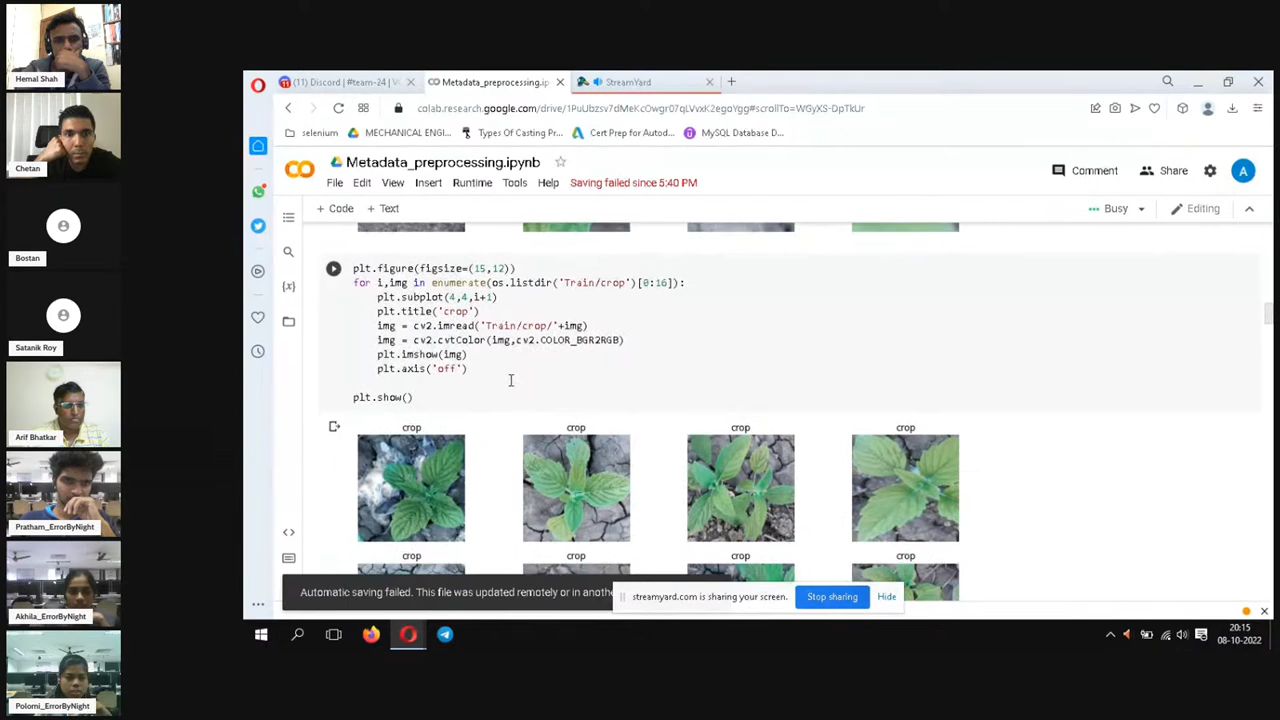 Hemal Shah
Chetan
Bostan
Satanik Roy
Arif Bhatkar
Pratham_ErrorByNight
Akhila_ErrorByNight
Polomi_ErrorByNight
(11) Discord | #team-24 | V
Metadata_preprocessing.ip
StreamYard
colab.research.google.com/drive/1PuUbzsv7dMeKcOwgr07qLVvxK2egoYgg#scrollTo=WGyXS-DpTkUr
selenium
MECHANICAL ENGI...
Types Of Casting Pr...
Cert Prep for Autod...
MySQL Database D...
Metadata_preprocessing.ipynb
File Edit View Insert Runtime Tools Help Saving failed since 5:40 PM
Comment Share A
+ Code + Text
Busy Editing
plt.figure(figsize=(15,12))
for i,img in enumerate(os.listdir('Train/crop')[0:16]):
plt.subplot(4,4,i+1)
plt.title('crop')
img = cv2.imread('Train/crop/'+img)
img = cv2.cvtColor(img,cv2.COLOR_BGR2RGB)
plt.imshow(img)
plt.axis('off')
plt.show()
crop crop crop crop
crop crop crop crop
Automatic saving failed. This file was updated remotely or in another
streamyard.com is sharing your screen. Stop sharing Hide
20:15
08-10-2022